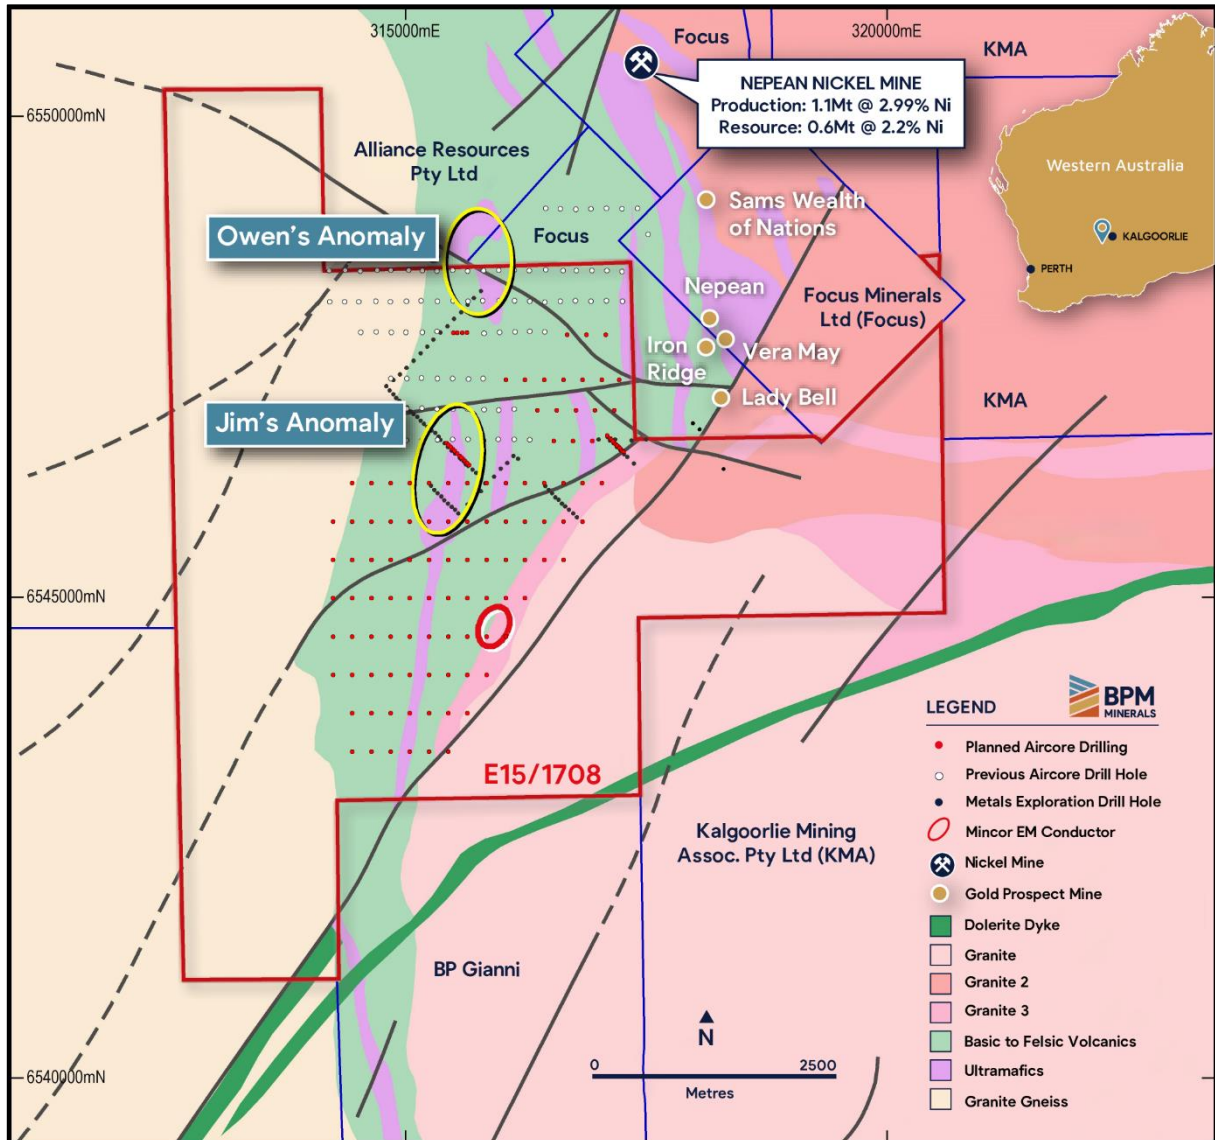 315000mE
320000mE
Focus
KMA
NEPEAN NICKEL MINE
Production: 1.1Mt @ 2.99% Ni
Resource: 0.6Mt @ 2.2% Ni
6550000mN
Alliance Resources
Pty Ltd
Western Australia
KALGOORLIE
PERTH
Sams Wealth
of Nations
Owen's Anomaly
Focus
Nepean
Focus Minerals
Ltd (Focus)
Iron
Ridge
Vera May
Lady Bell
KMA
Jim's Anomaly
6545000mN
E15/1708
Kalgoorlie Mining
Assoc. Pty Ltd (KMA)
BP Gianni
N
0
2500
Metres
6540000mN
LEGEND
BPM
MINERALS
Planned Aircore Drilling
Previous Aircore Drill Hole
Metals Exploration Drill Hole
Mincor EM Conductor
Nickel Mine
Gold Prospect Mine
Dolerite Dyke
Granite
Granite 2
Granite 3
Basic to Felsic Volcanics
Ultramafics
Granite Gneiss